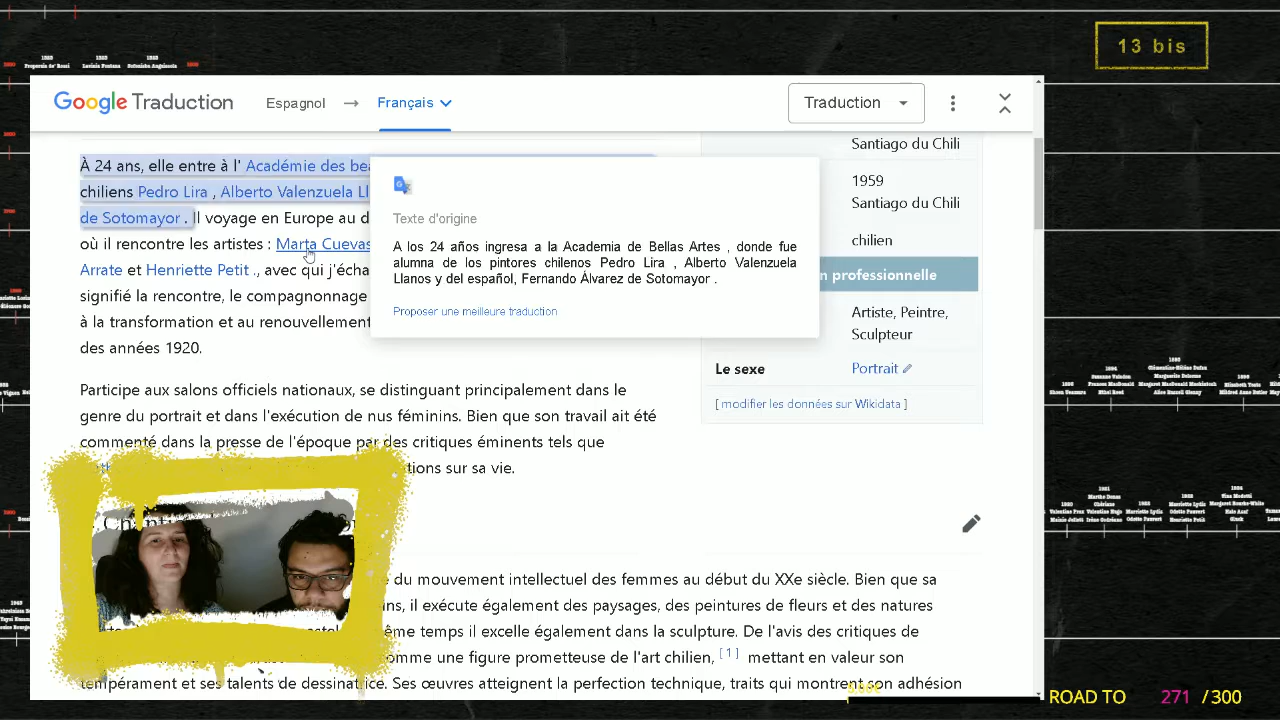 13 bis
Google Traduction
Espagnol → Français
Traduction
À 24 ans, elle entre à l' Académie des bea
chiliens Pedro Lira , Alberto Valenzuela Ll
de Sotomayor . Il voyage en Europe au d
où il rencontre les artistes : Marta Cuevas
Arrate et Henriette Petit ., avec qui j'écha
signifié la rencontre, le compagnonnage
à la transformation et au renouvellement
des années 1920.
Texte d'origine
A los 24 años ingresa a la Academia de Bellas Artes , donde fue
alumna de los pintores chilenos Pedro Lira , Alberto Valenzuela
Llanos y del español, Fernando Álvarez de Sotomayor .
Proposer une meilleure traduction
Santiago du Chili
1959
Santiago du Chili
chilien
n professionnelle
Artiste, Peintre,
Sculpteur
Le sexe
Portrait
[ modifier les données sur Wikidata ]
Participe aux salons officiels nationaux, se distinguant principalement dans le
genre du portrait et dans l'exécution de nus féminins. Bien que son travail ait été
commenté dans la presse de l'époque par des critiques éminents tels que
tions sur sa vie.
du mouvement intellectuel des femmes au début du XXe siècle. Bien que sa
ns, il exécute également des paysages, des peintures de fleurs et des natures
ême temps il excelle également dans la sculpture. De l'avis des critiques de
omme une figure prometteuse de l'art chilien, [1] mettant en valeur son
tempérament et ses talents de dessinatrice. Ses œuvres atteignent la perfection technique, traits qui montrent son adhésion
ROAD TO 271 /300